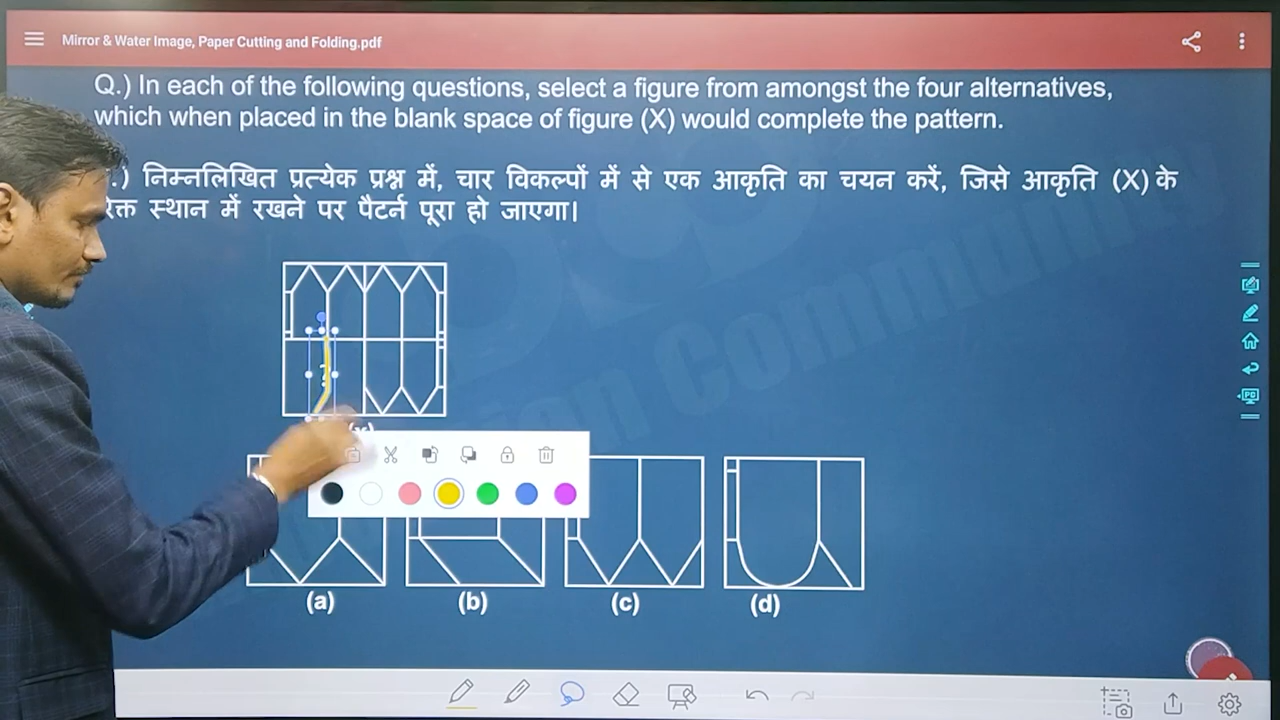 Mirror & Water Image, Paper Cutting and Folding.pdf
Q.) In each of the following questions, select a figure from amongst the four alternatives,
which when placed in the blank space of figure (X) would complete the pattern.
.) निम्नलिखित प्रत्येक प्रश्न में, चार विकल्पों में से एक आकृति का चयन करें, जिसे आकृति (X) के
स्थान में रखने पर पैटर्न पूरा हो जाएगा।
?
(a) (b) (c) (d)
Community